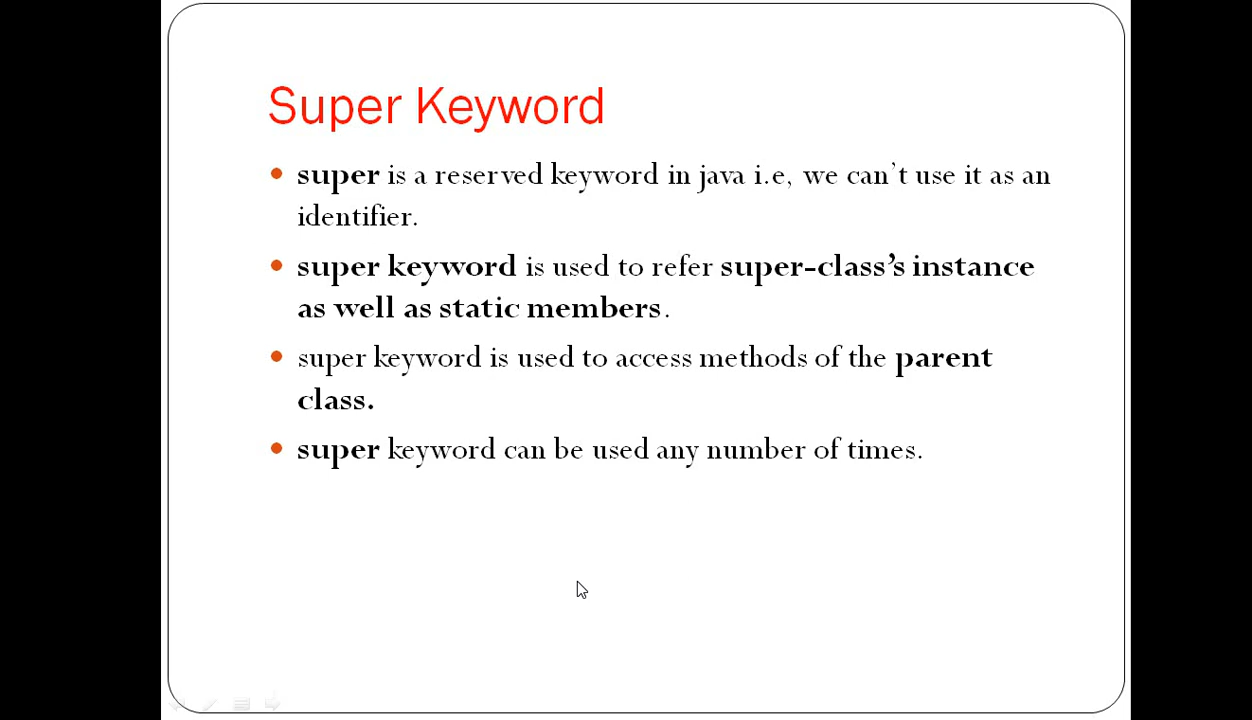 Super Keyword
super is a reserved keyword in java i.e, we can't use it as an
identifier.
super keyword is used to refer super-class's instance
as well as static members.
super keyword is used to access methods of the parent
class.
super keyword can be used any number of times.